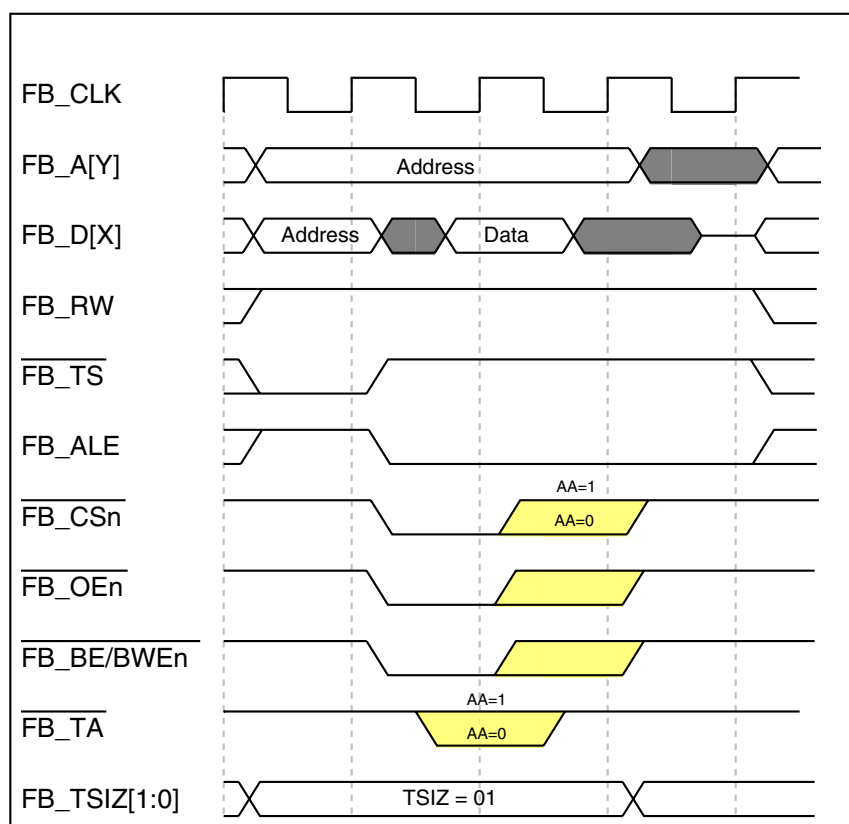 FB_CLK
FB_A[Y]
Address
FB_D[X]
Address
Data
FB_RW
FB_TS
FB_ALE
AA=1
FB_CSn
AA=0
FB_OEn
FB_BE/BWEn
AA=1
FB_TA
AA=0
FB_TSIZ[1:0]
TSIZ = 01